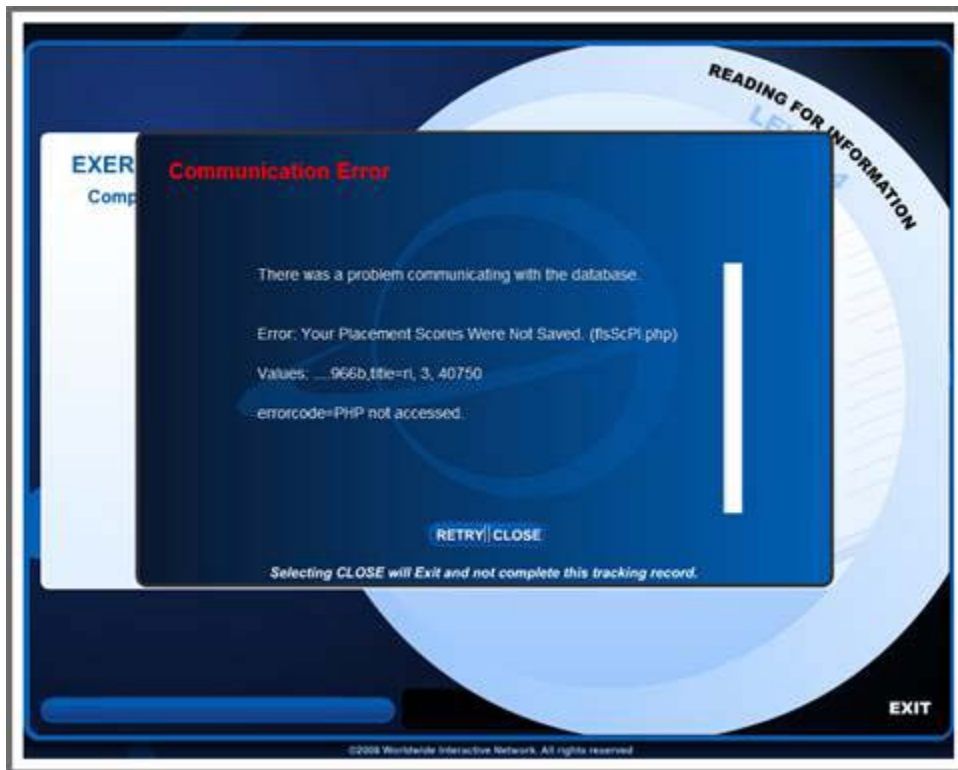 READING FOR INFORMATION
EXER
Comp
Communication Error
There was a problem communicating with the database.
Error: Your Placement Scores Were Not Saved. (flsScPl.php)
Values: ....966b,title=ri, 3, 40750
errorcode=PHP not accessed.
RETRY CLOSE
Selecting CLOSE will Exit and not complete this tracking record.
EXIT
©2008 Worldwide Interactive Network. All rights reserved